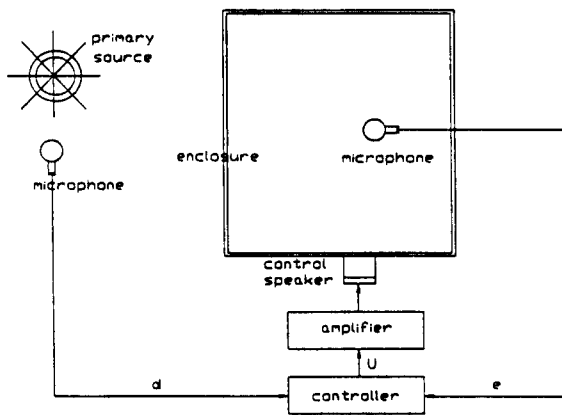 primary
source
enclosure
microphone
microphone
control
speaker
amplifier
U
d
controller
e